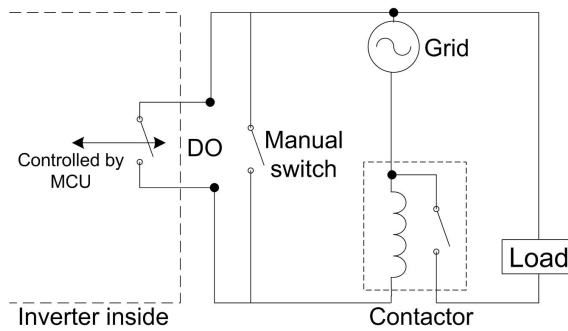 Grid
DO
Manual
switch
Controlled by
MCU
Load
Inverter inside
Contactor